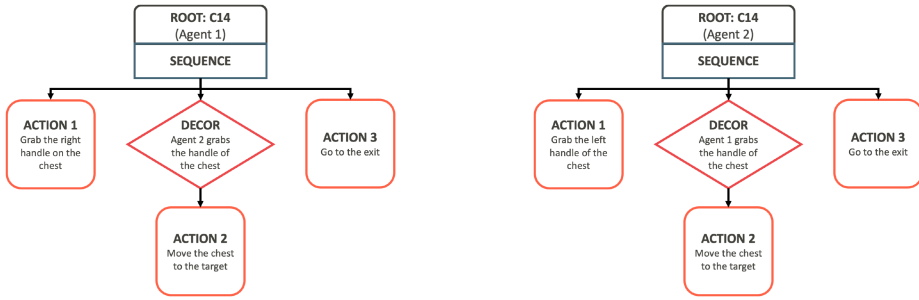 ROOT: C14
(Agent 1)
SEQUENCE
ACTION 1
Grab the right
handle on the
chest
DECOR
Agent 2 grabs
the handle of
the chest
ACTION 3
Go to the exit
ACTION 2
Move the chest
to the target
ROOT: C14
(Agent 2)
SEQUENCE
ACTION 1
Grab the left
handle of the
chest
DECOR
Agent 1 grabs
the handle of
the chest
ACTION 3
Go to the exit
ACTION 2
Move the chest
to the target